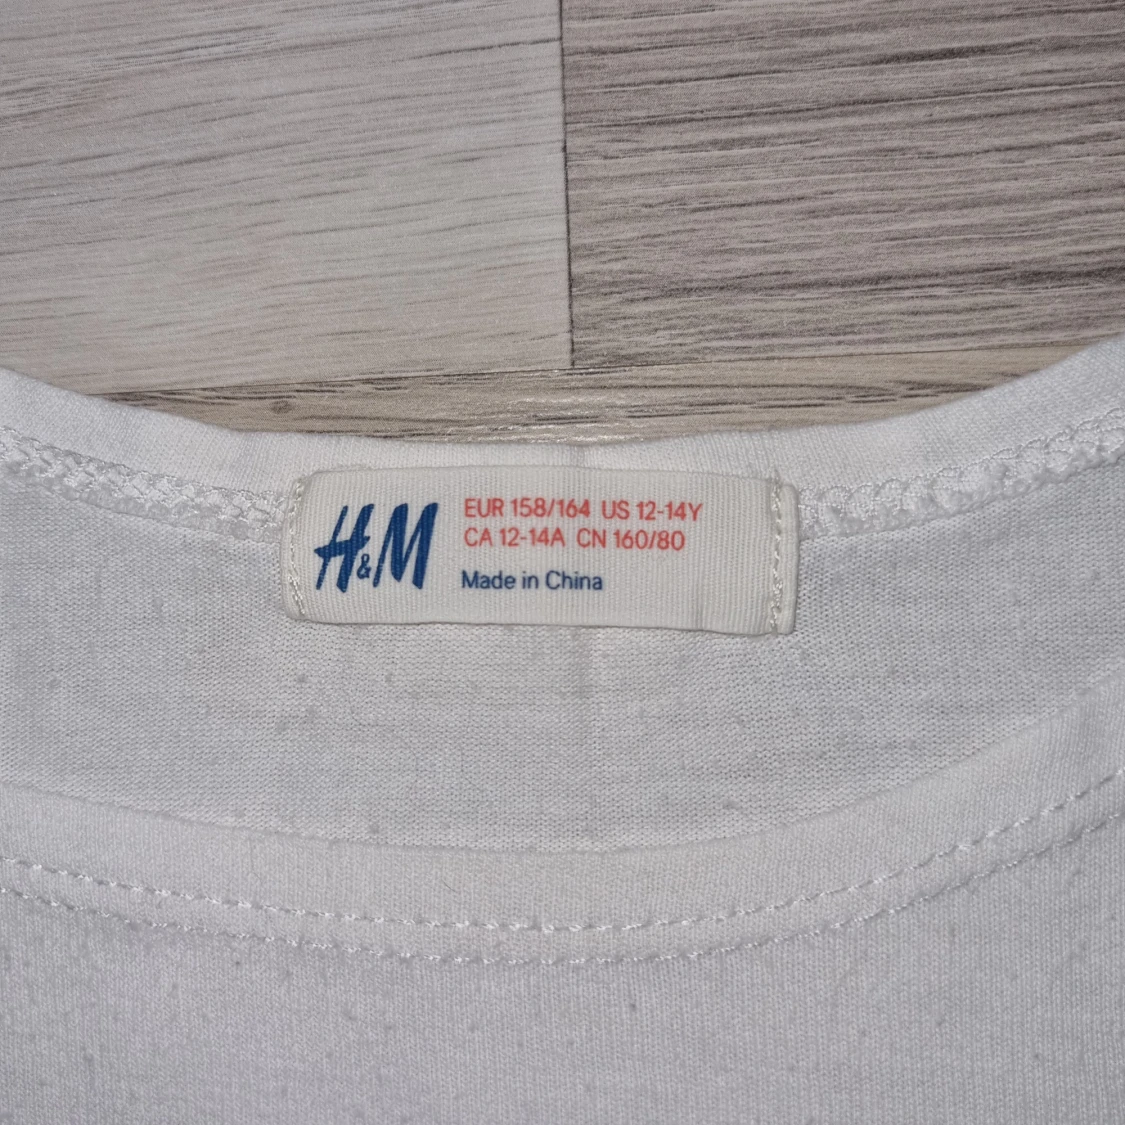 H&M
EUR 158/164 US 12-14Y
CA 12-14A CN 160/80
Made in China